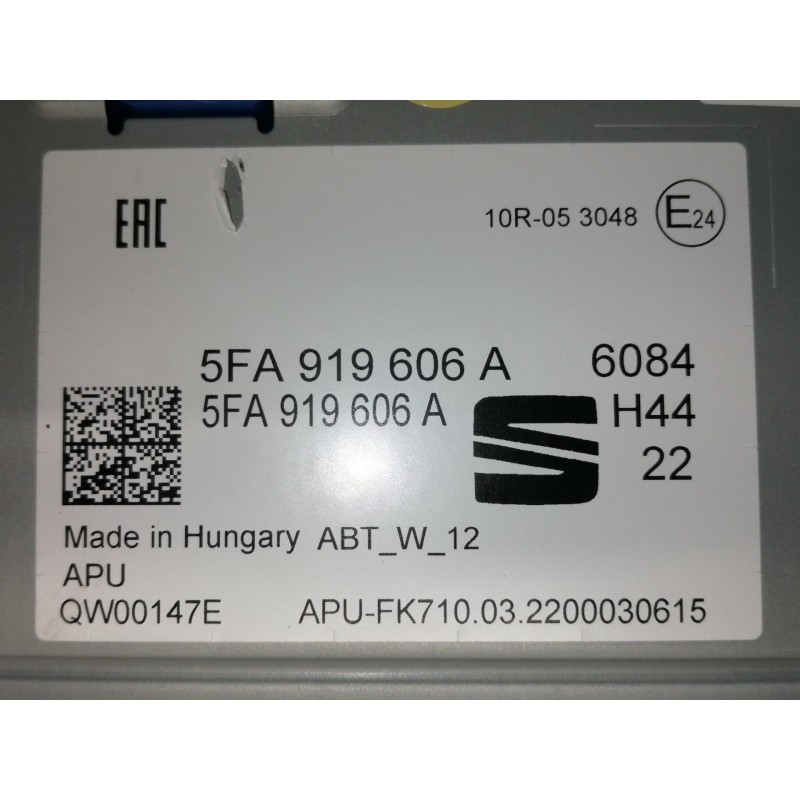 EAC
10R-05 3048 E24
5FA 919 606 A 6084
5FA 919 606 A H44
22
Made in Hungary ABT_W_12
APU
QW00147E APU-FK710.03.2200030615